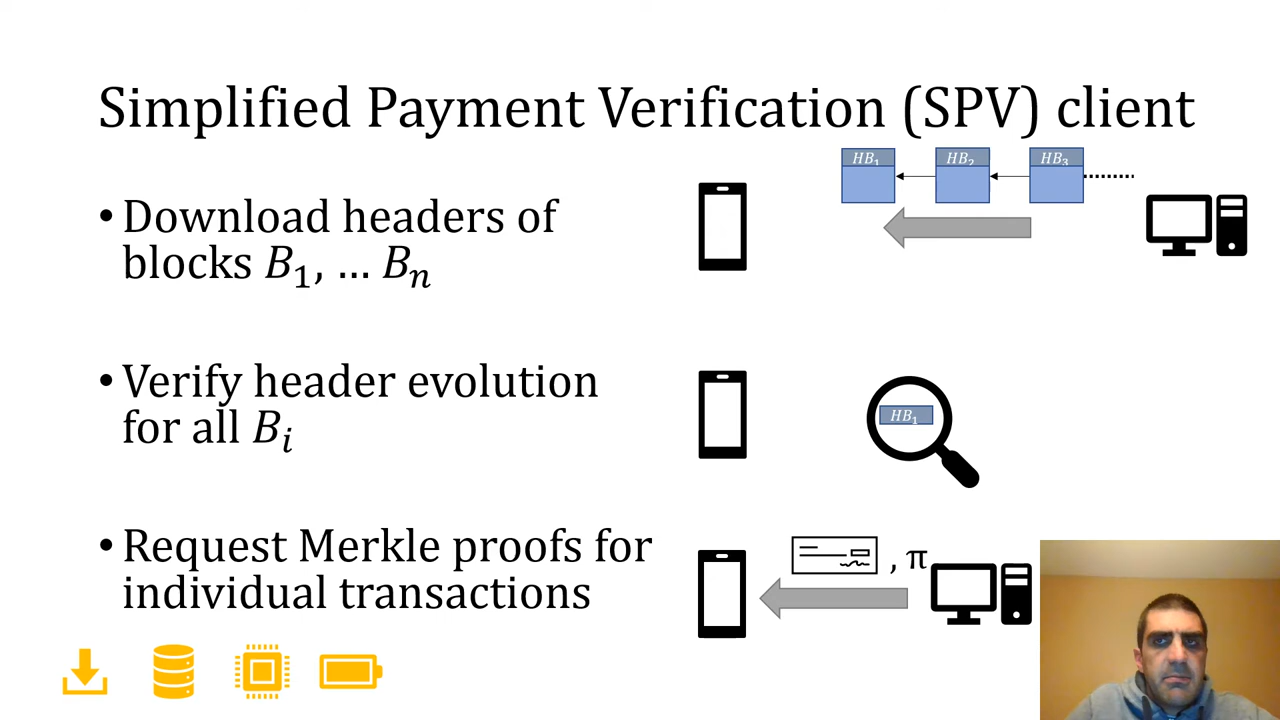 Simplified Payment Verification (SPV) client
• Download headers of
blocks B₁, … Bₙ
HB₁ HB₂ HB₃
• Verify header evolution
for all Bᵢ
HB₁
• Request Merkle proofs for
individual transactions
, π